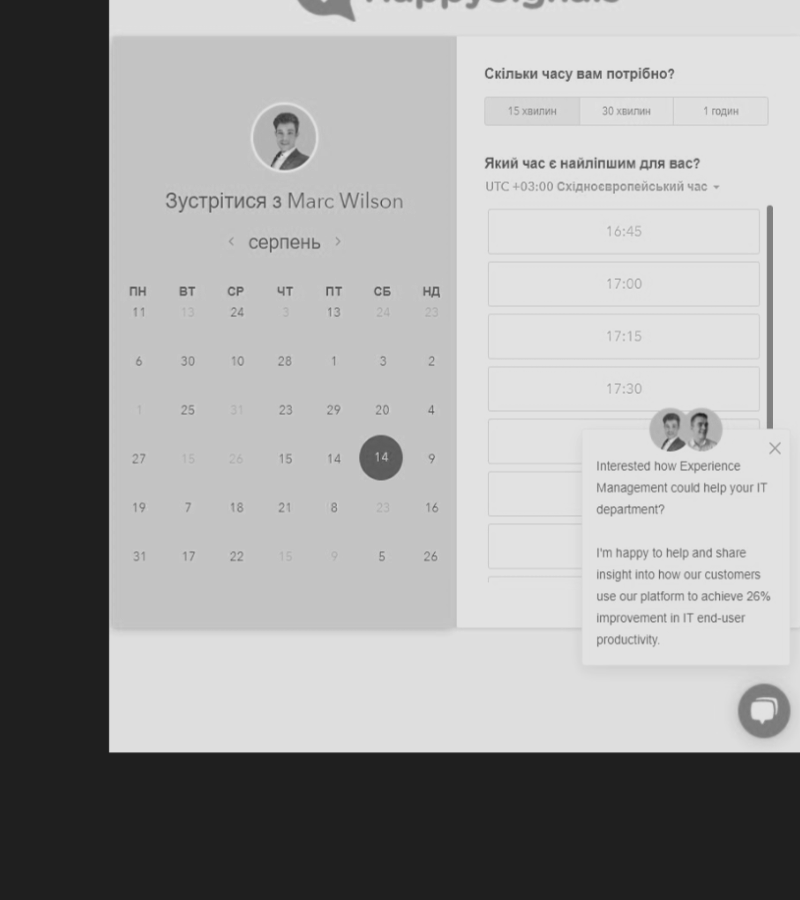 HappySignals
Зустрітися з Marc Wilson
серпень
ПН ВТ СР ЧТ ПТ СБ НД
11 13 24 3 13 24 23
6 30 10 28 1 3 2
1 25 31 23 29 20 4
27 15 26 15 14 14 9
19 7 18 21 8 23 16
31 17 22 15 9 5 26
Скільки часу вам потрібно?
15 хвилин 30 хвилин 1 годин
Який час є найліпшим для вас?
UTC +03:00 Східноєвропейський час
16:45
17:00
17:15
17:30
Interested how Experience
Management could help your IT
department?
I'm happy to help and share
insight into how our customers
use our platform to achieve 26%
improvement in IT end-user
productivity.